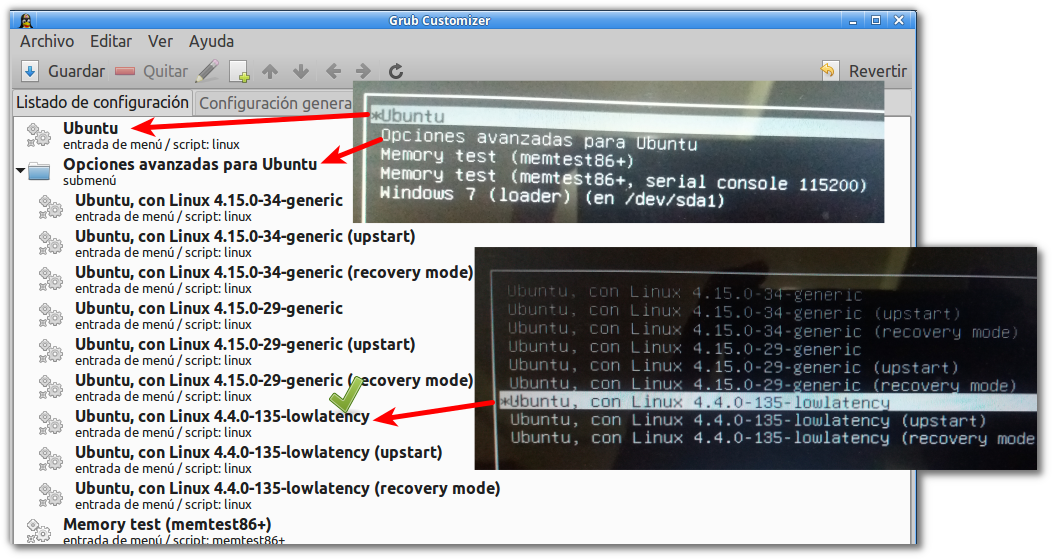 Grub Customizer
Archivo Editar Ver Ayuda
Guardar Quitar Revertir
Listado de configuración Configuración genera
Ubuntu
entrada de menú / script: linux
Opciones avanzadas para Ubuntu
submenú
Ubuntu, con Linux 4.15.0-34-generic
entrada de menú / script: linux
Ubuntu, con Linux 4.15.0-34-generic (upstart)
entrada de menú / script: linux
Ubuntu, con Linux 4.15.0-34-generic (recovery mode)
entrada de menú / script: linux
Ubuntu, con Linux 4.15.0-29-generic
entrada de menú / script: linux
Ubuntu, con Linux 4.15.0-29-generic (upstart)
entrada de menú / script: linux
Ubuntu, con Linux 4.15.0-29-generic (recovery mode)
entrada de menú / script: linux
Ubuntu, con Linux 4.4.0-135-lowlatency
entrada de menú / script: linux
Ubuntu, con Linux 4.4.0-135-lowlatency (upstart)
entrada de menú / script: linux
Ubuntu, con Linux 4.4.0-135-lowlatency (recovery mode)
entrada de menú / script: linux
Memory test (memtest86+)
entrada de menú / script: memtest86+
*Ubuntu
Opciones avanzadas para Ubuntu
Memory test (memtest86+)
Memory test (memtest86+, serial console 115200)
Windows 7 (loader) (en /dev/sda1)
Ubuntu, con Linux 4.15.0-34-generic
Ubuntu, con Linux 4.15.0-34-generic (upstart)
Ubuntu, con Linux 4.15.0-34-generic (recovery mode)
Ubuntu, con Linux 4.15.0-29-generic
Ubuntu, con Linux 4.15.0-29-generic (upstart)
Ubuntu, con Linux 4.15.0-29-generic (recovery mode)
*Ubuntu, con Linux 4.4.0-135-lowlatency
Ubuntu, con Linux 4.4.0-135-lowlatency (upstart)
Ubuntu, con Linux 4.4.0-135-lowlatency (recovery mode